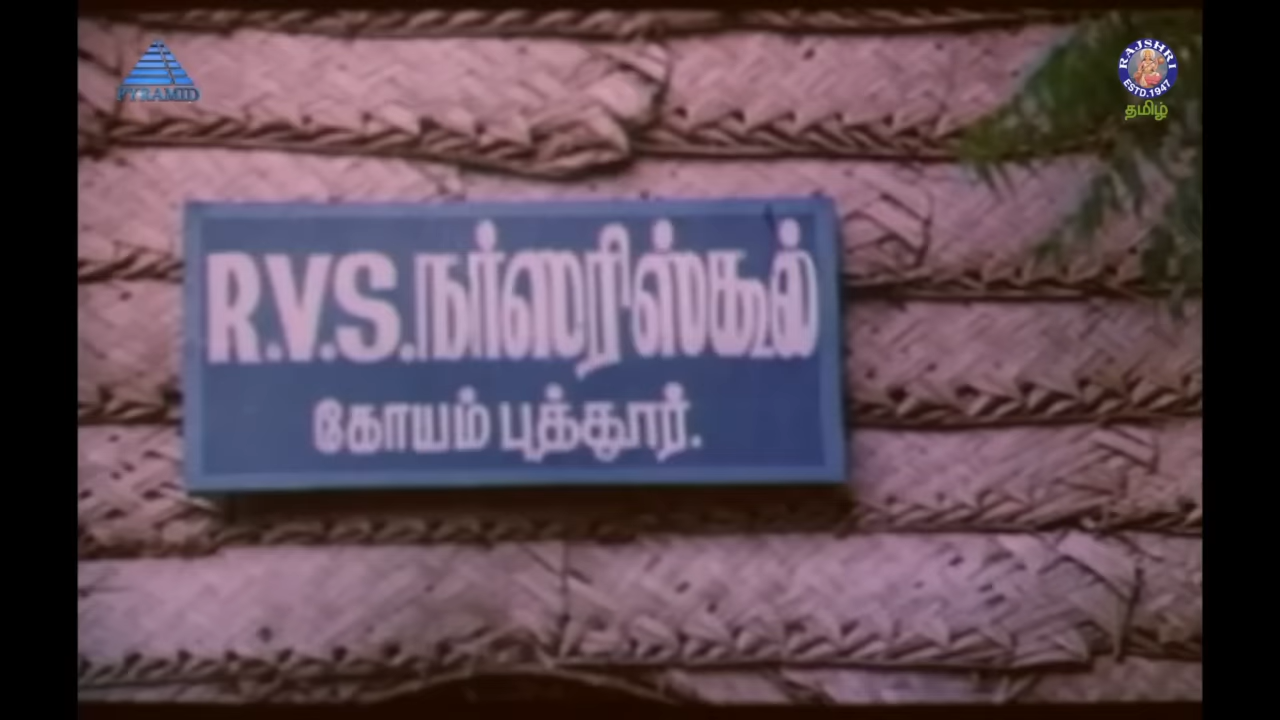 PYRAMID
RAJSHRI
ESTD.1947
தமிழ்
R.V.S. நர்ஸரி ஸ்கூல்
கோயம் புத்தூர்.